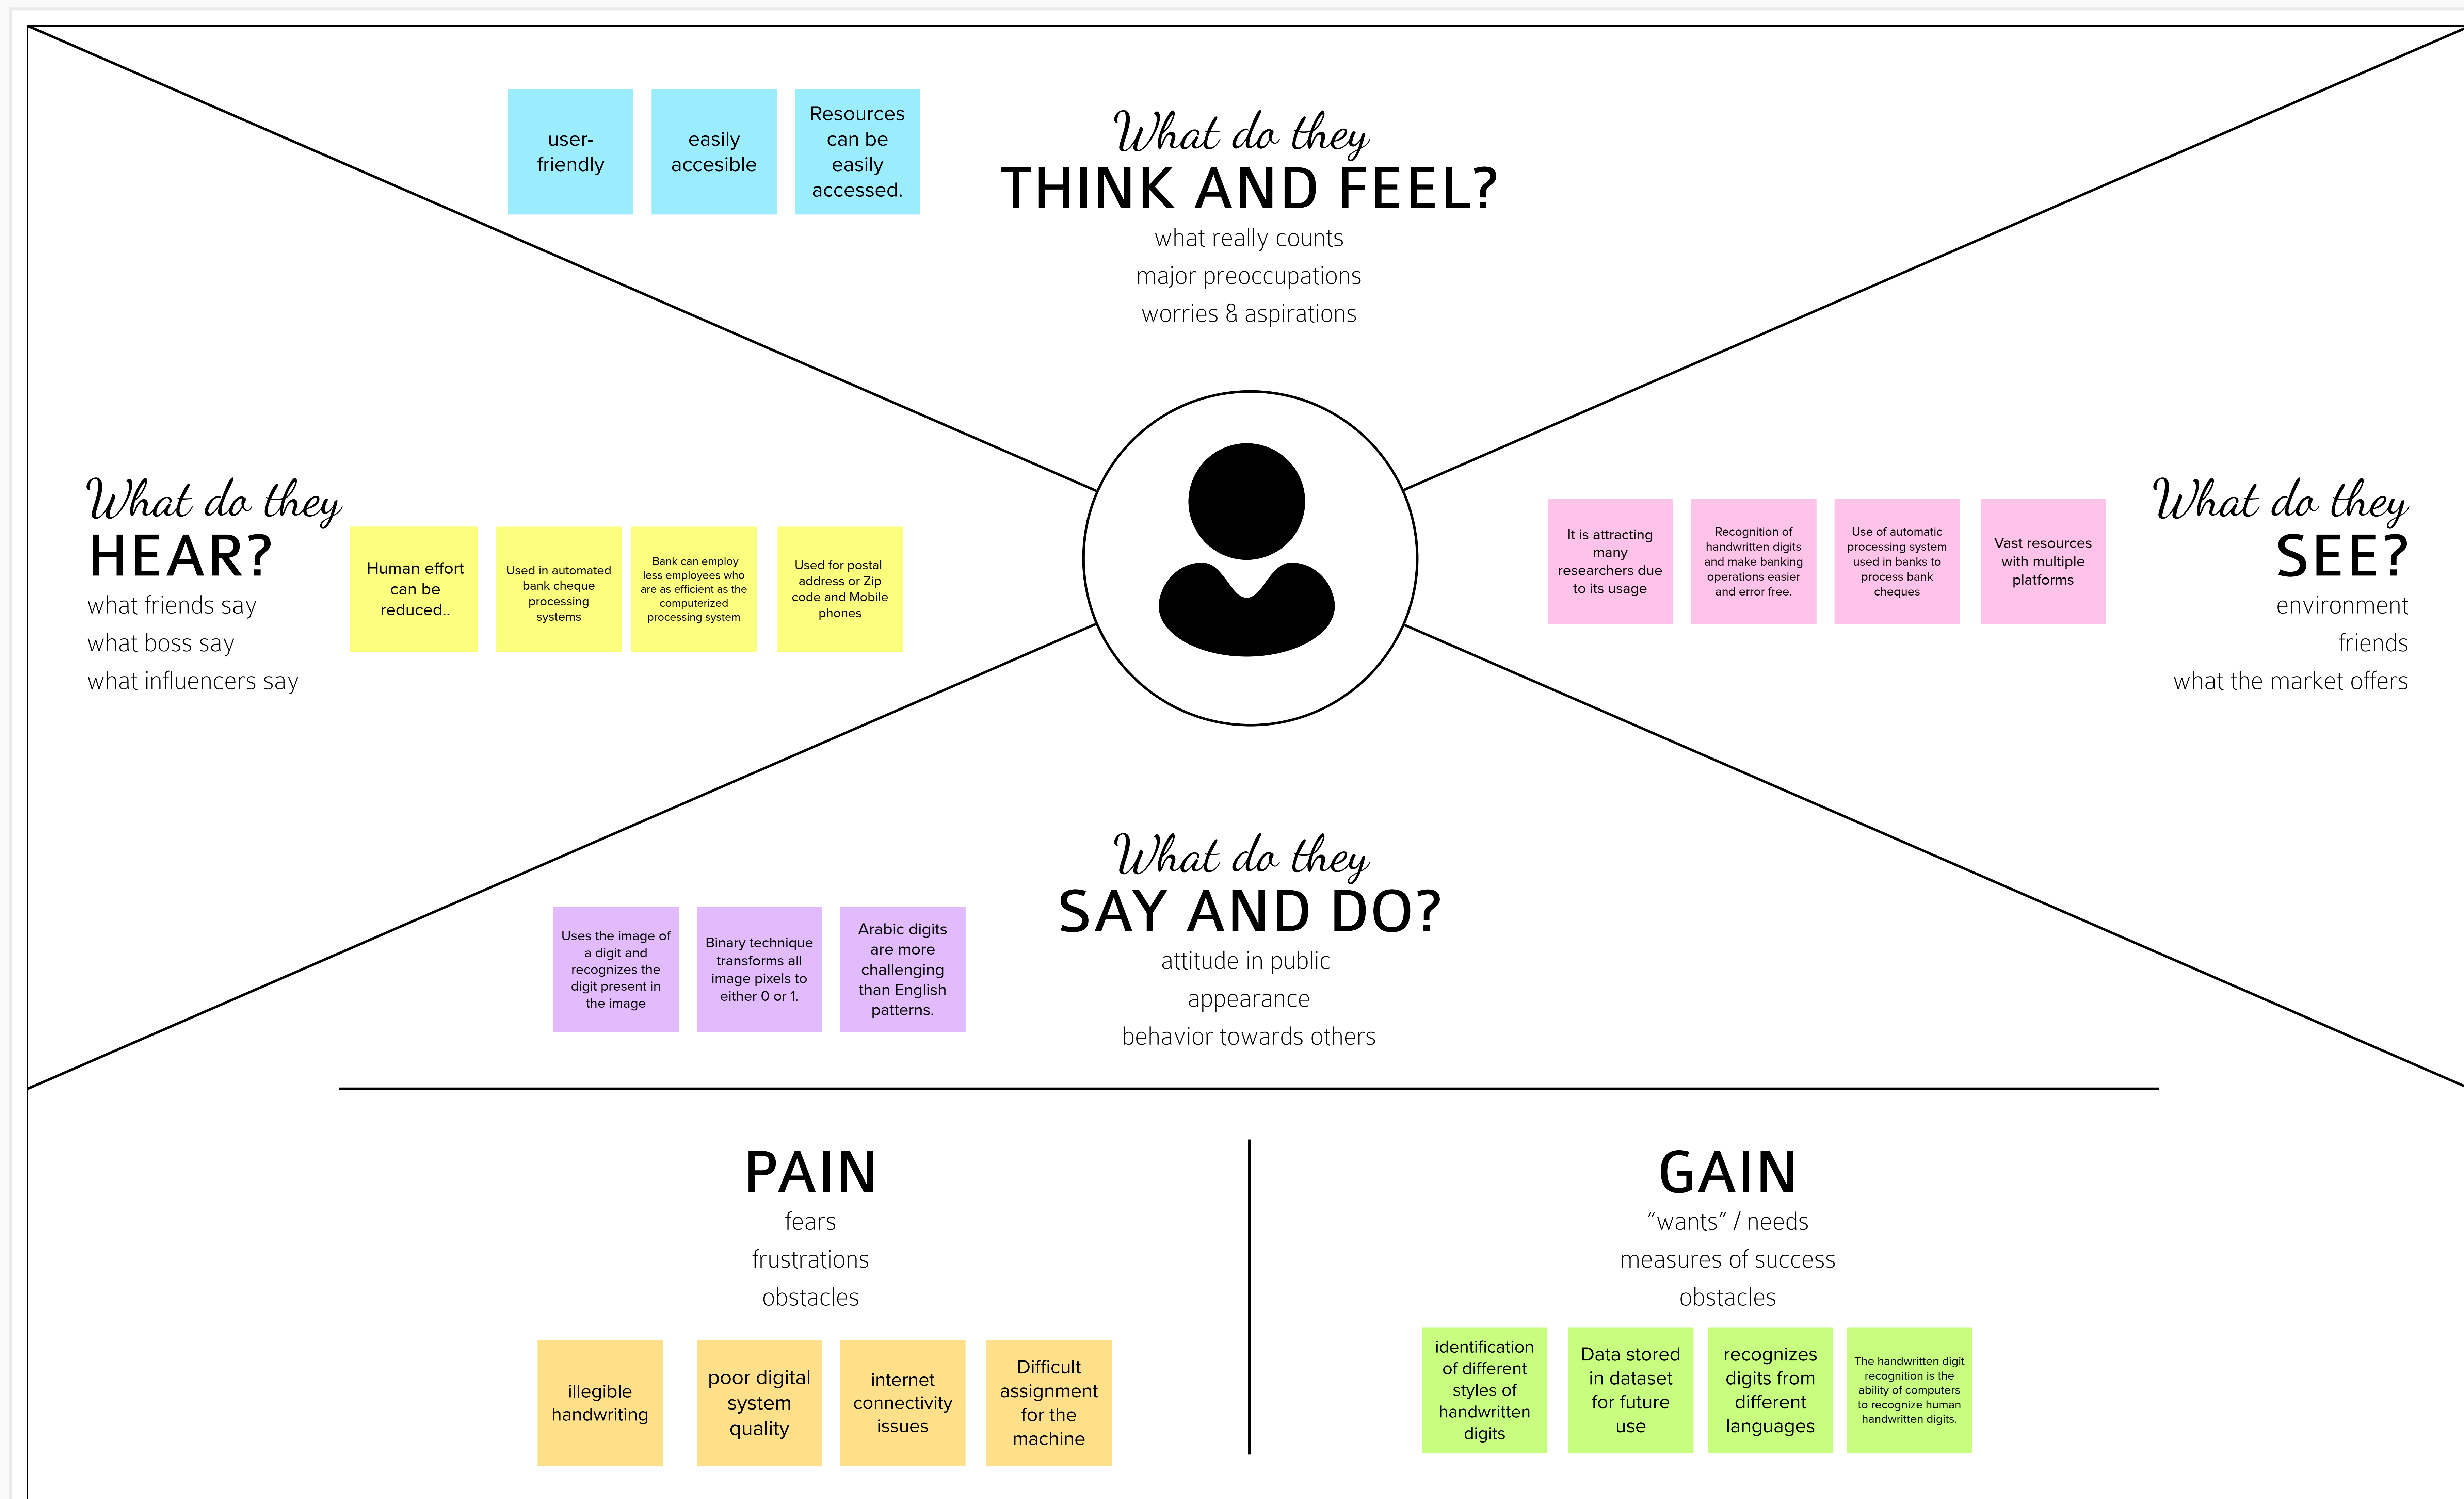 user-
friendly
easily
accesible
Resources
can be
easily
accessed.
What do they
THINK AND FEEL?
what really counts
major preoccupations
worries & aspirations
What do they
HEAR?
what friends say
what boss say
what influencers say
Human effort
can be
reduced..
Used in automated
bank cheque
processing
systems
Bank can employ
less employees who
are as efficient as the
computerized
processing system
Used for postal
address or Zip
code and Mobile
phones
It is attracting
many
researchers due
to its usage
Recognition of
handwritten digits
and make banking
operations easier
and error free.
Use of automatic
processing system
used in banks to
process bank
cheques
Vast resources
with multiple
platforms
What do they
SEE?
environment
friends
what the market offers
Uses the image of
a digit and
recognizes the
digit present in
the image
Binary technique
transforms all
image pixels to
either 0 or 1.
Arabic digits
are more
challenging
than English
patterns.
What do they
SAY AND DO?
attitude in public
appearance
behavior towards others
PAIN
fears
frustrations
obstacles
illegible
handwriting
poor digital
system
quality
internet
connectivity
issues
Difficult
assignment
for the
machine
GAIN
“wants” / needs
measures of success
obstacles
identification
of different
styles of
handwritten
digits
Data stored
in dataset
for future
use
recognizes
digits from
different
languages
The handwritten digit
recognition is the
ability of computers
to recognize human
handwritten digits.